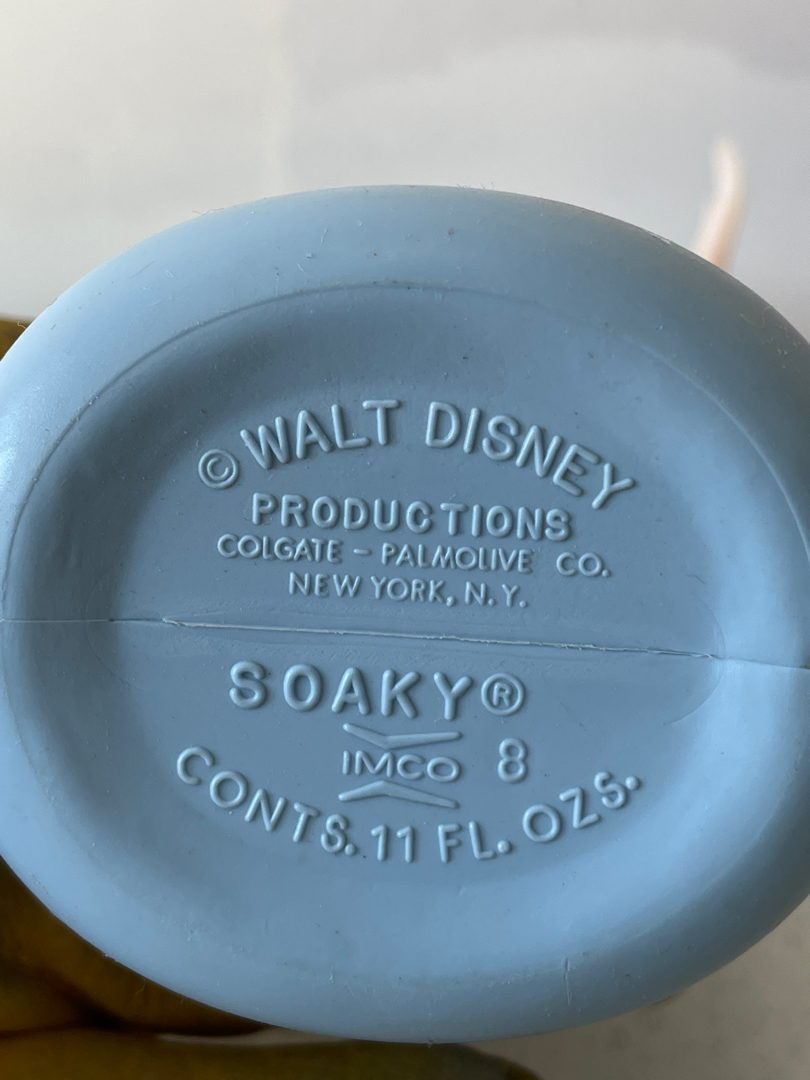 © WALT DISNEY
PRODUCTIONS
COLGATE - PALMOLIVE CO.
NEW YORK, N.Y.
SOAKY®
IMCO 8
CONTS. 11 FL. OZS.